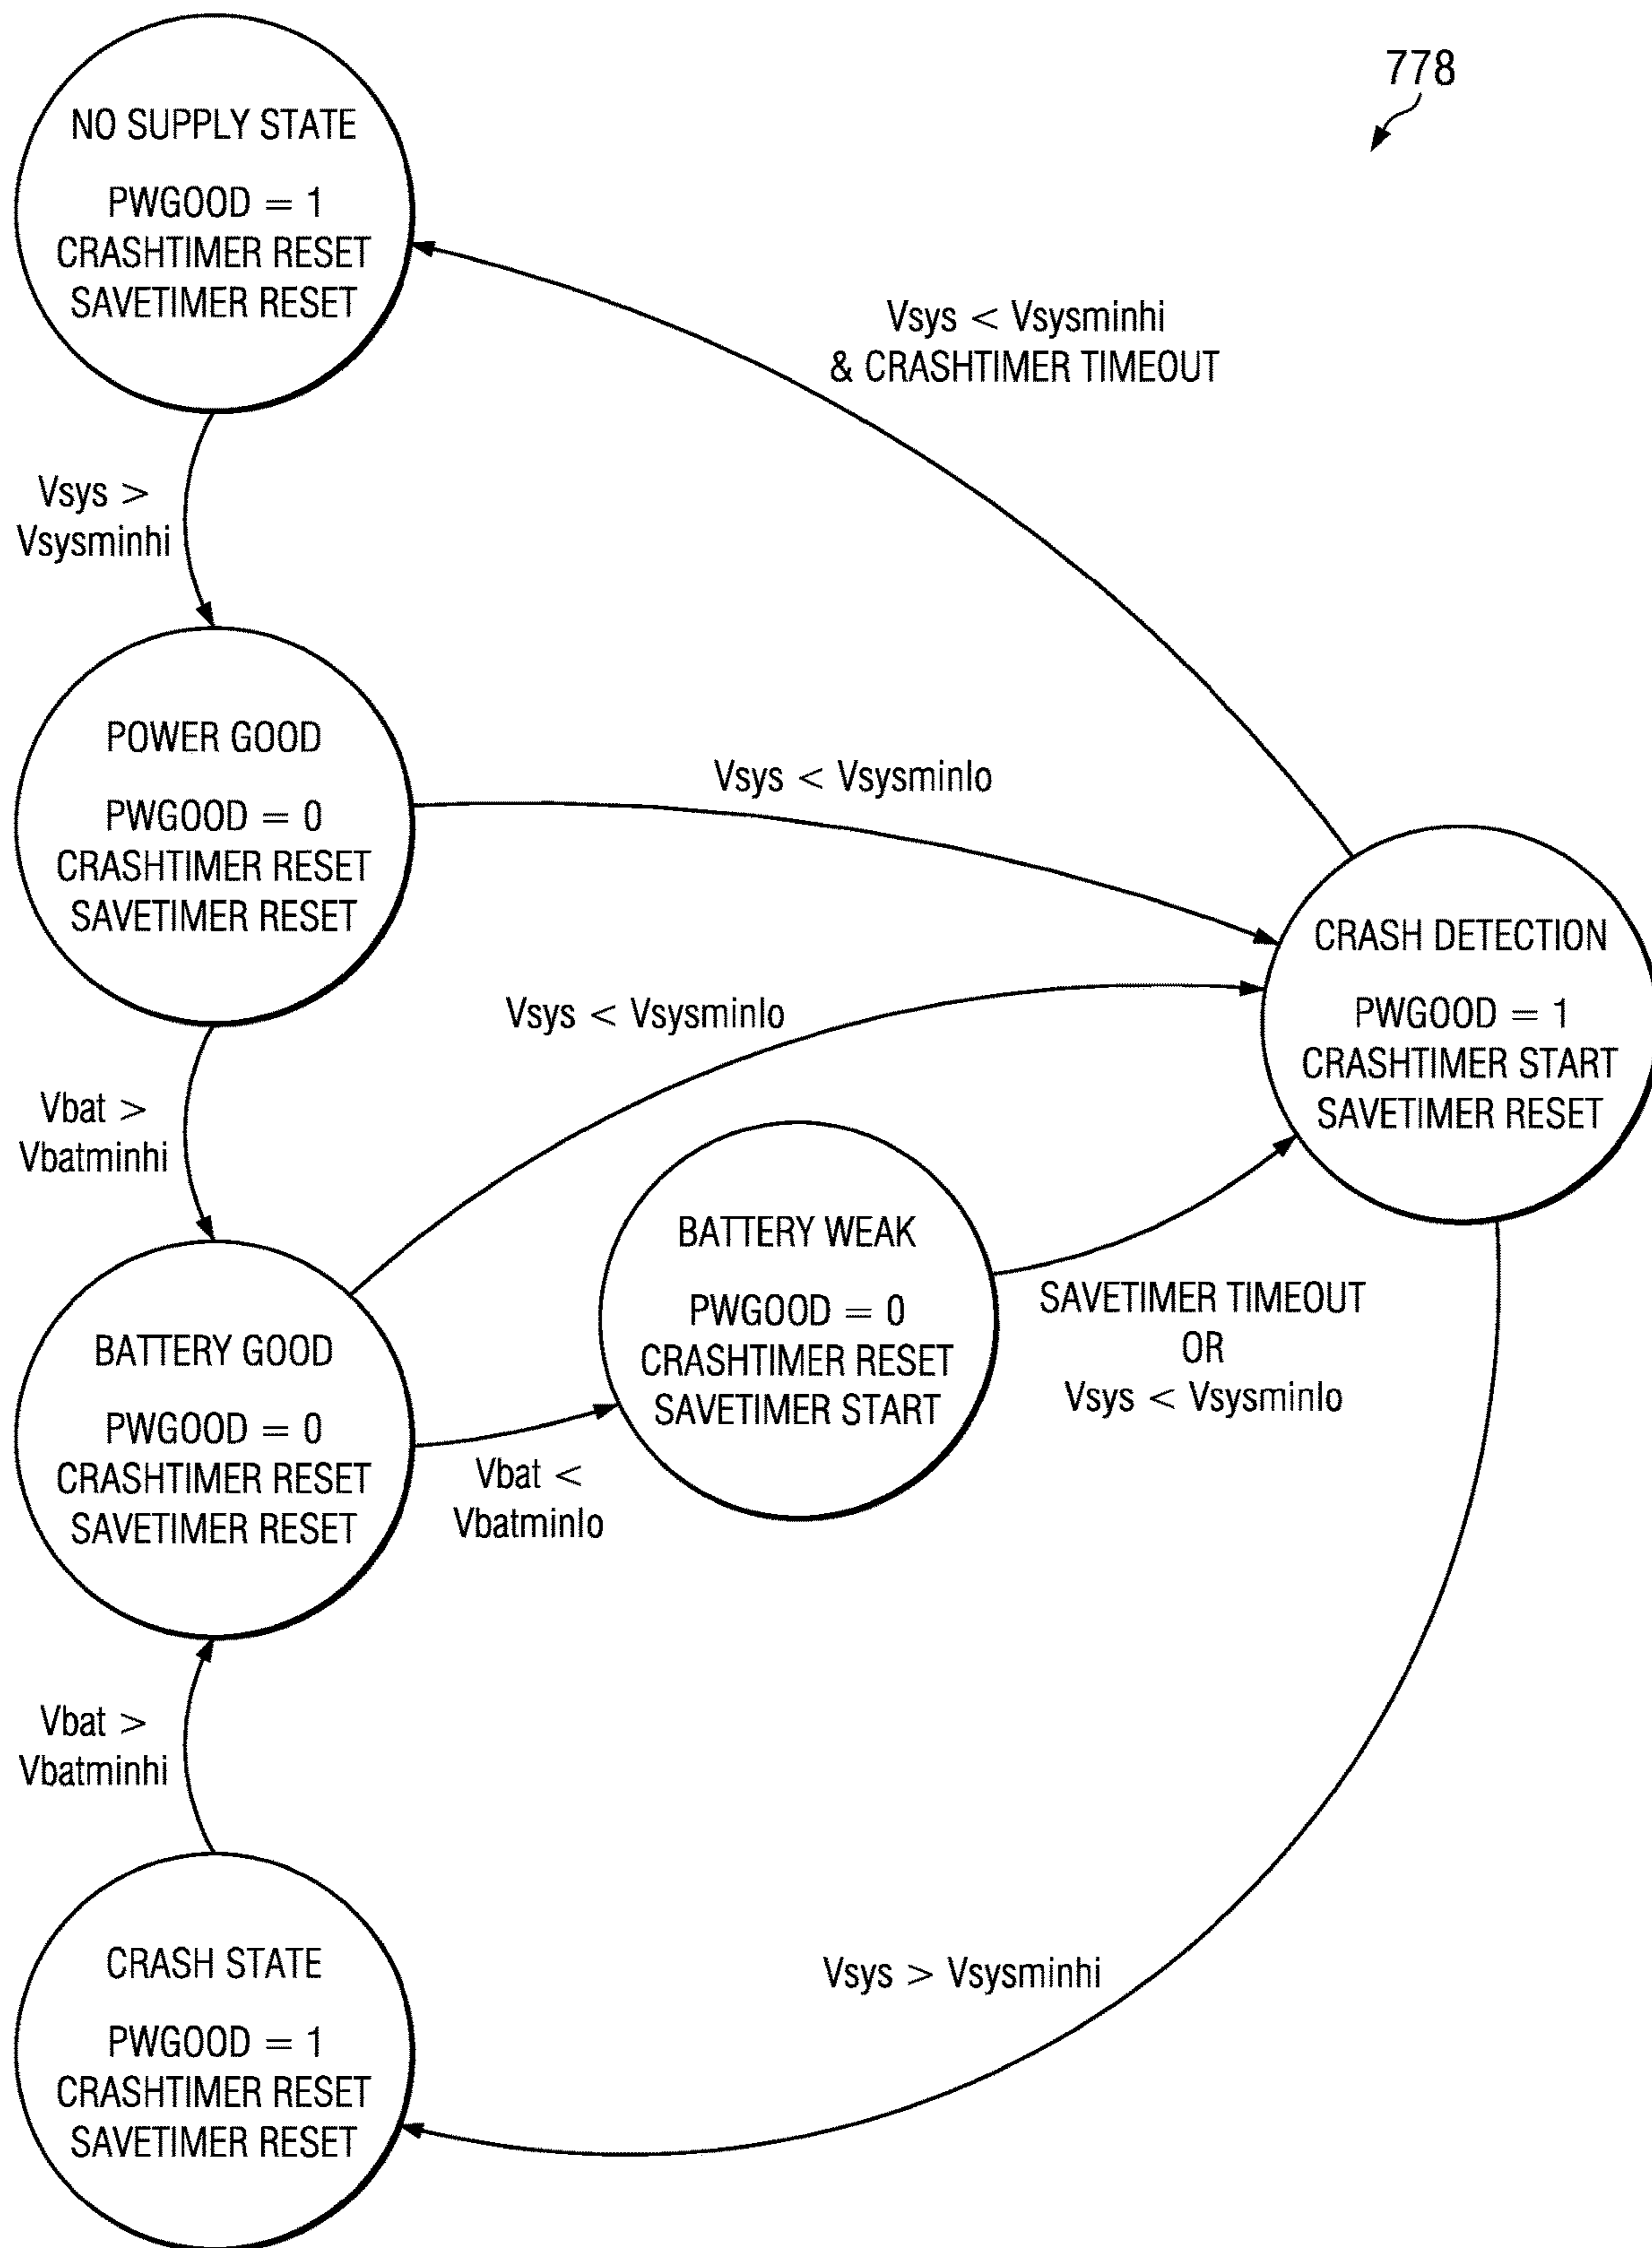 778
NO SUPPLY STATE
PWGOOD = 1
CRASHTIMER RESET
SAVETIMER RESET
Vsys < Vsysminhi
& CRASHTIMER TIMEOUT
Vsys >
Vsysminhi
POWER GOOD
PWGOOD = 0
CRASHTIMER RESET
SAVETIMER RESET
Vsys < Vsysminlo
CRASH DETECTION
PWGOOD = 1
CRASHTIMER START
SAVETIMER RESET
Vsys < Vsysminlo
Vbat >
Vbatminhi
BATTERY WEAK
PWGOOD = 0
CRASHTIMER RESET
SAVETIMER START
SAVETIMER TIMEOUT
OR
Vsys < Vsysminlo
BATTERY GOOD
PWGOOD = 0
CRASHTIMER RESET
SAVETIMER RESET
Vbat <
Vbatminlo
Vbat >
Vbatminhi
CRASH STATE
PWGOOD = 1
CRASHTIMER RESET
SAVETIMER RESET
Vsys > Vsysminhi